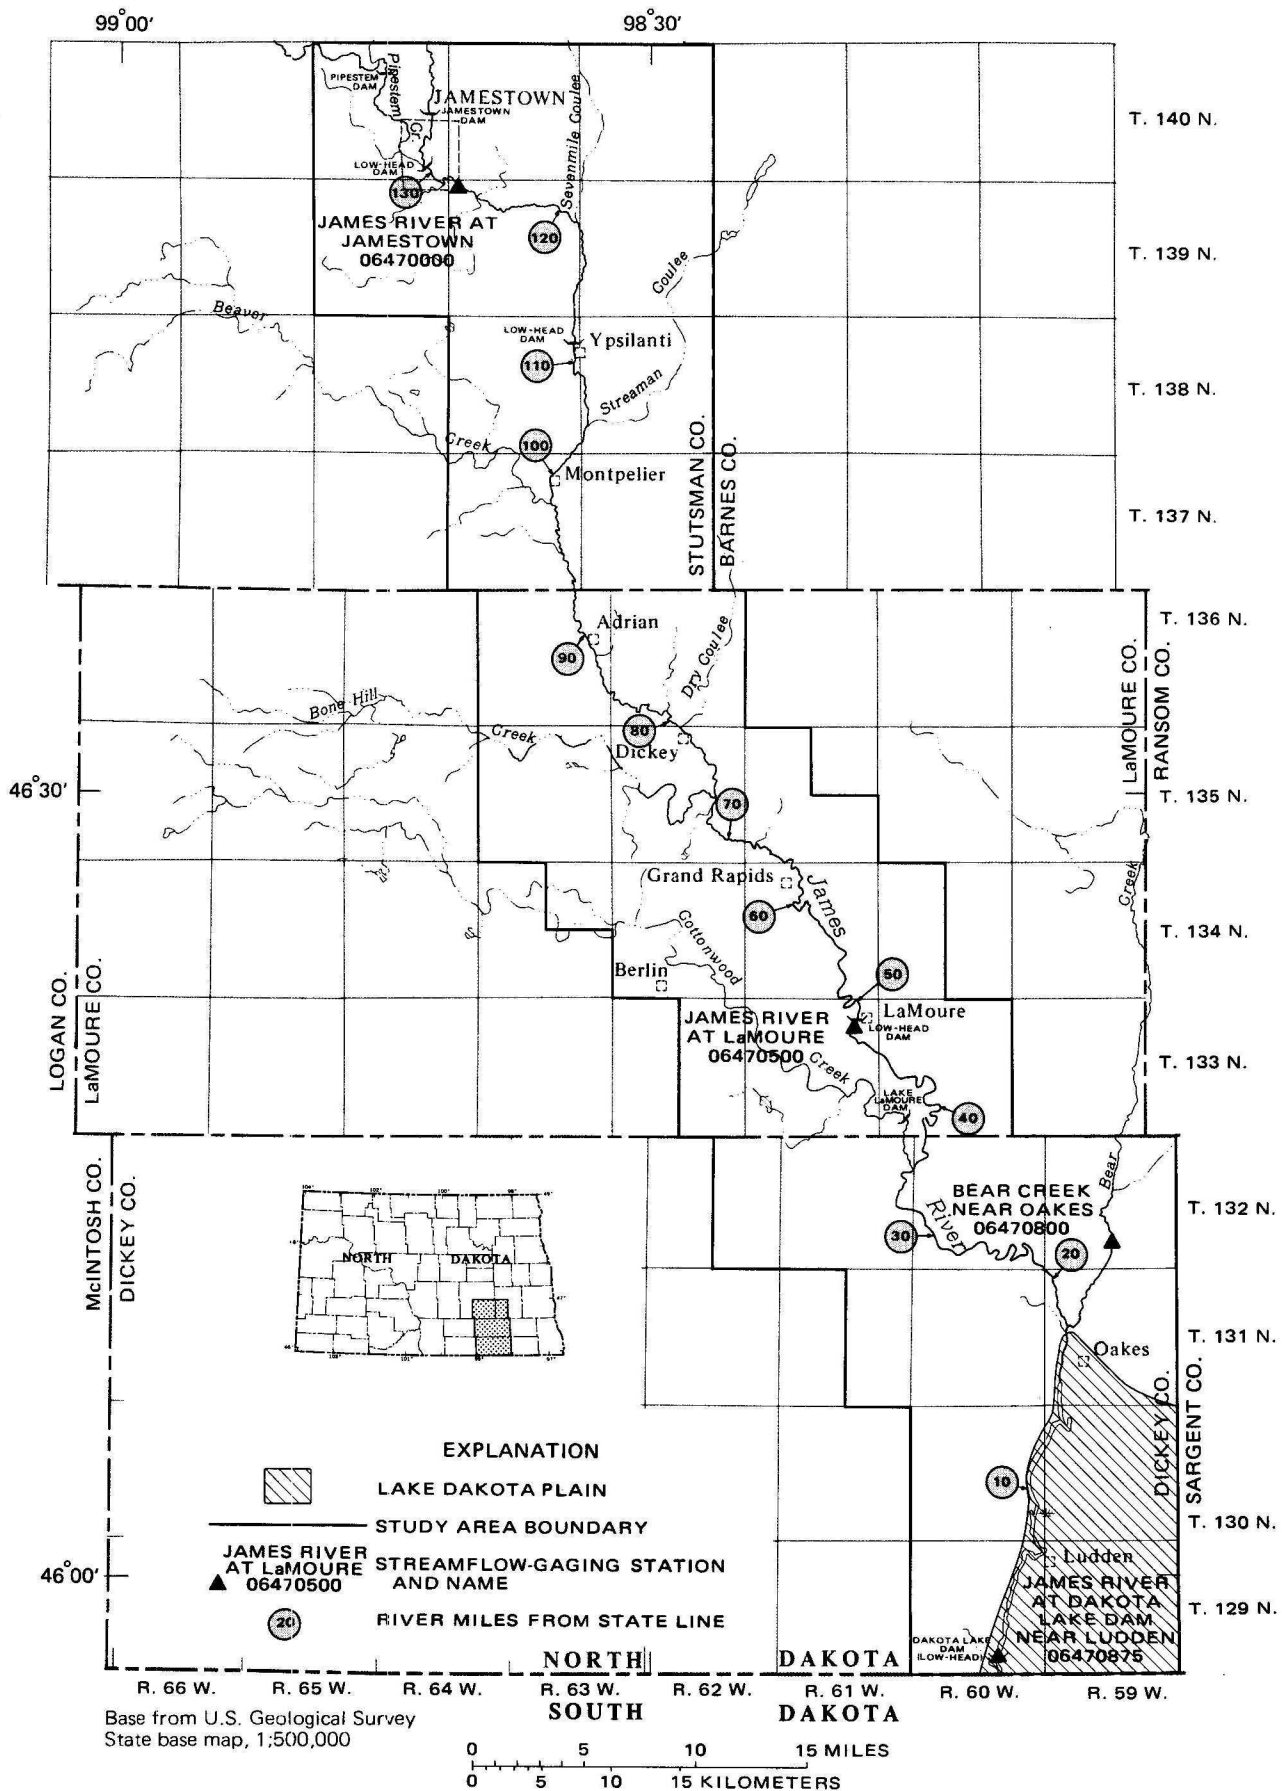 99°00'
98°30'
PIPESTEM
DAM
Pipestem
Cr.
JAMESTOWN
JAMESTOWN
DAM
Sevenmile Coulee
T. 140 N.
LOW-HEAD
DAM
130
JAMES RIVER AT
JAMESTOWN
06470000
120
T. 139 N.
Coulee
Beaver
LOW-HEAD
DAM
Ypsilanti
110
Streaman
T. 138 N.
Creek
100
Montpelier
STUTSMAN CO.
BARNES CO.
T. 137 N.
Adrian
90
T. 136 N.
LaMOURE CO.
RANSOM CO.
Dry Coulee
Bone Hill
Creek
80
Dickey
46°30'
70
T. 135 N.
Grand Rapids
James
60
Creek
Cottonwood
T. 134 N.
Berlin
50
LOGAN CO.
LaMOURE CO.
JAMES RIVER
AT LaMOURE
06470500
LaMoure
LOW-HEAD
DAM
Creek
T. 133 N.
LAKE
LaMOURE
DAM
40
McINTOSH CO.
DICKEY CO.
Bear
BEAR CREEK
NEAR OAKES
06470800
T. 132 N.
River
30
20
104°
102°
100°
98°
NORTH
DAKOTA
46°
97°
T. 131 N.
Oakes
DICKEY CO.
SARGENT CO.
10
T. 130 N.
Ludden
EXPLANATION
LAKE DAKOTA PLAIN
STUDY AREA BOUNDARY
JAMES RIVER
AT LaMOURE
06470500
STREAMFLOW-GAGING STATION
AND NAME
20
RIVER MILES FROM STATE LINE
46°00'
JAMES RIVER
AT DAKOTA
LAKE DAM
NEAR LUDDEN
06470875
T. 129 N.
DAKOTA LAKE
DAM
(LOW-HEAD)
NORTH DAKOTA
R. 66 W. R. 65 W. R. 64 W. R. 63 W. R. 62 W. R. 61 W. R. 60 W. R. 59 W.
SOUTH DAKOTA
Base from U.S. Geological Survey
State base map, 1:500,000
0 5 10 15 MILES
0 5 10 15 KILOMETERS